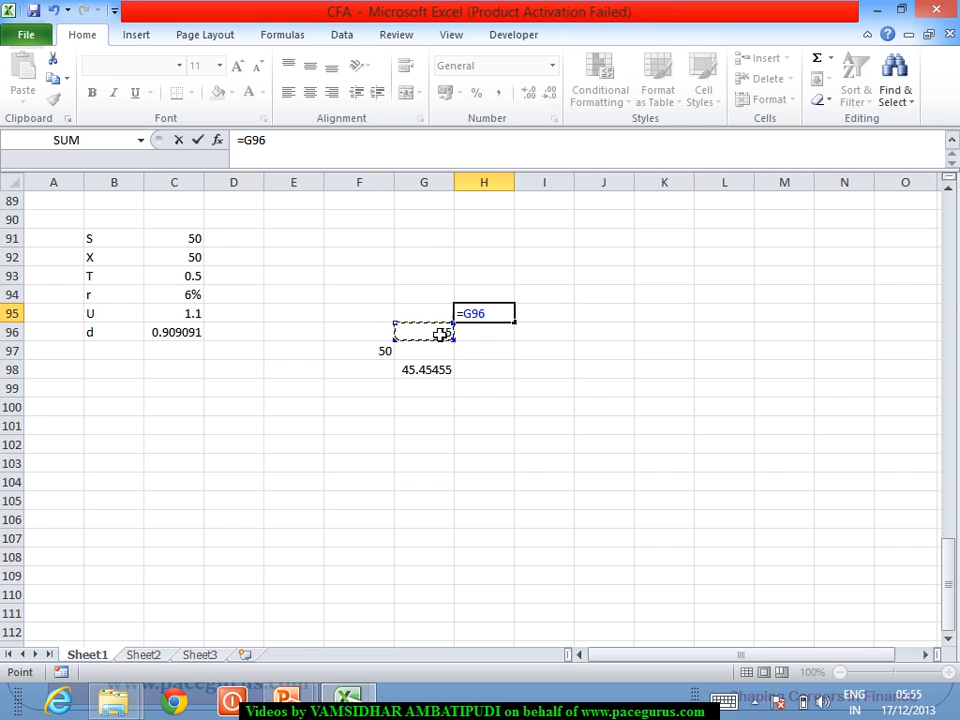 CFA - Microsoft Excel (Product Activation Failed)
File Home Insert Page Layout Formulas Data Review View Developer
Paste
11
General
Conditional Formatting
Format as Table
Cell Styles
Insert
Delete
Format
Sort & Filter
Find & Select
Clipboard Font Alignment Number Styles Cells Editing
SUM =G96
A B C D E F G H I J K L M N O
89
90
91 S 50
92 X 50
93 T 0.5
94 r 6%
95 U 1.1 =G96
96 d 0.909091
97 50
98 45.45455
99
100
101
102
103
104
105
106
107
108
109
110
111
112
Sheet1 Sheet2 Sheet3
Point 100%
www.pacegurus.com
ENG 05:55
IN 17/12/2013
Videos by VAMSIDHAR AMBATIPUDI on behalf of www.pacegurus.com